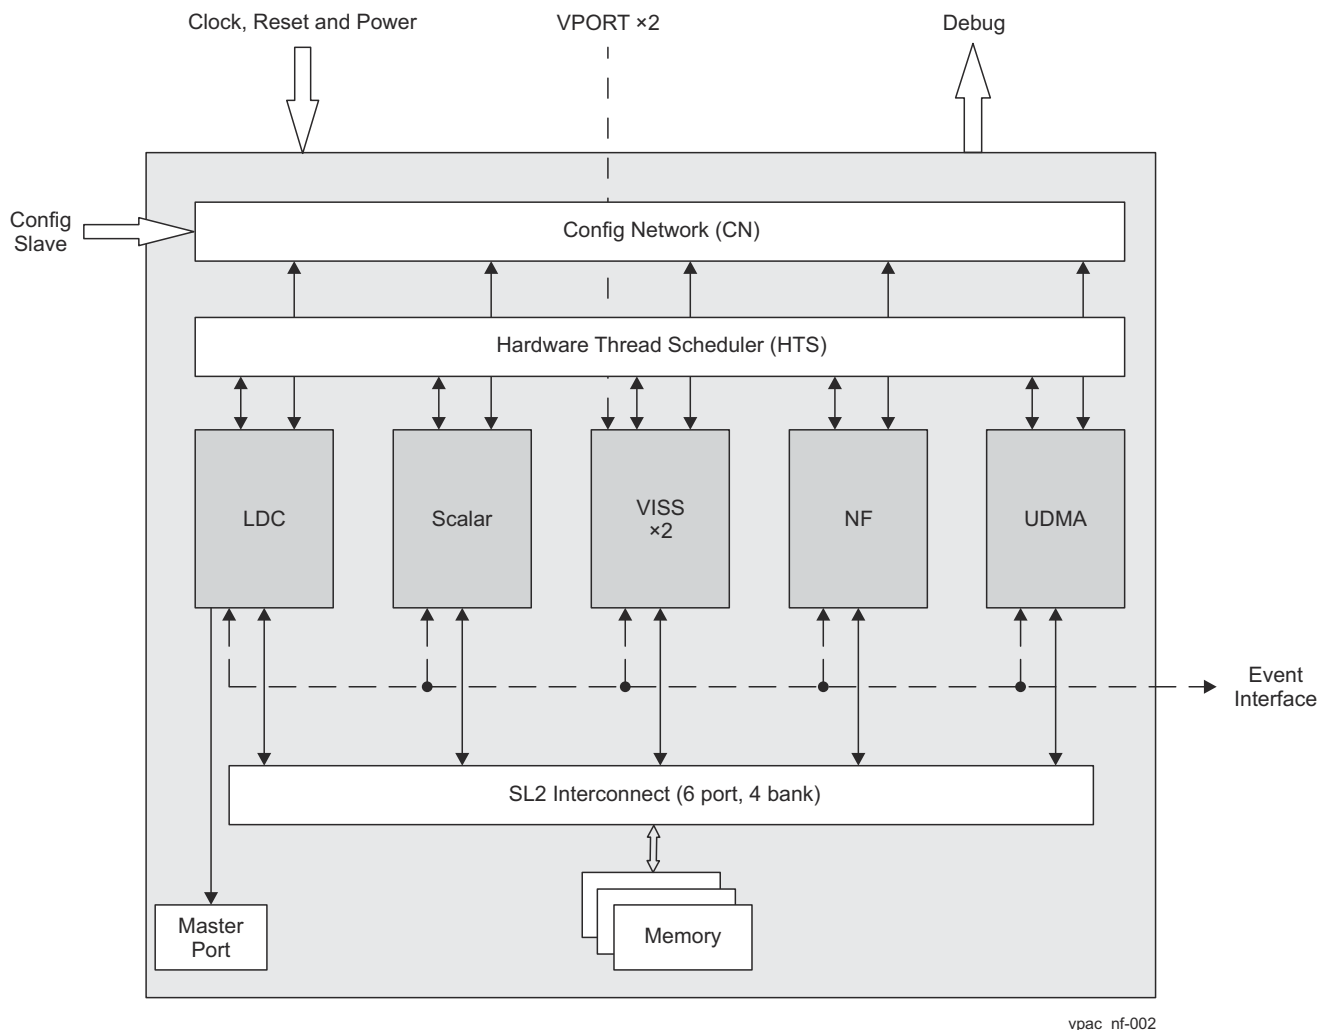 Clock, Reset and Power
VPORT ×2
Debug
Config
Slave
Config Network (CN)
Hardware Thread Scheduler (HTS)
LDC
Scalar
VISS
×2
NF
UDMA
Event
Interface
SL2 Interconnect (6 port, 4 bank)
Master
Port
Memory
vpac_nf-002